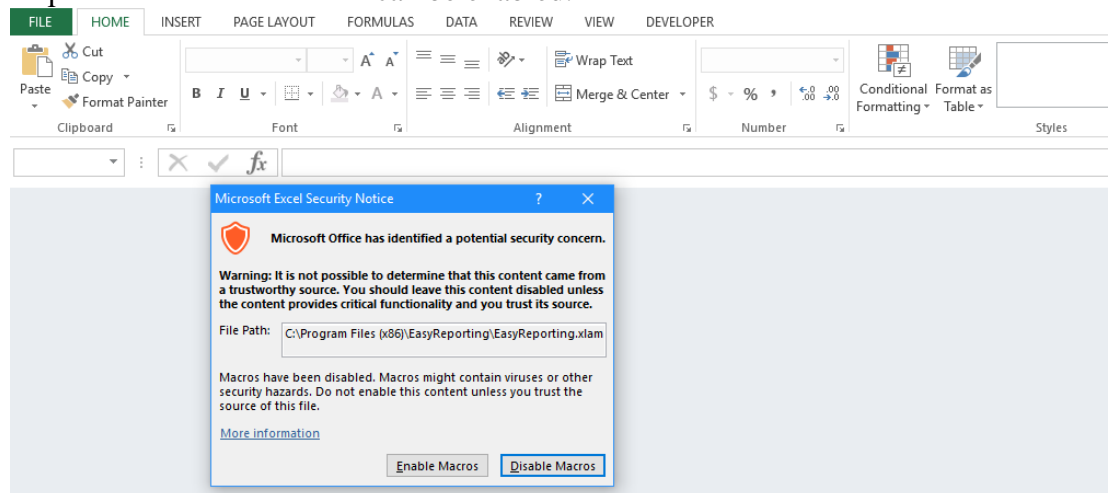 FILE HOME INSERT PAGE LAYOUT FORMULAS DATA REVIEW VIEW DEVELOPER
Cut
Copy
Format Painter
Paste
Clipboard
A A
B I U A
Font
Wrap Text
Merge & Center
Alignment
$ % , .0 .00 .00 .0
Number
Conditional Formatting
Format as Table
Styles
fx
Microsoft Excel Security Notice ? X
Microsoft Office has identified a potential security concern.
Warning: It is not possible to determine that this content came from
a trustworthy source. You should leave this content disabled unless
the content provides critical functionality and you trust its source.
File Path: C:\Program Files (x86)\EasyReporting\EasyReporting.xlam
Macros have been disabled. Macros might contain viruses or other
security hazards. Do not enable this content unless you trust the
source of this file.
More information
Enable Macros Disable Macros